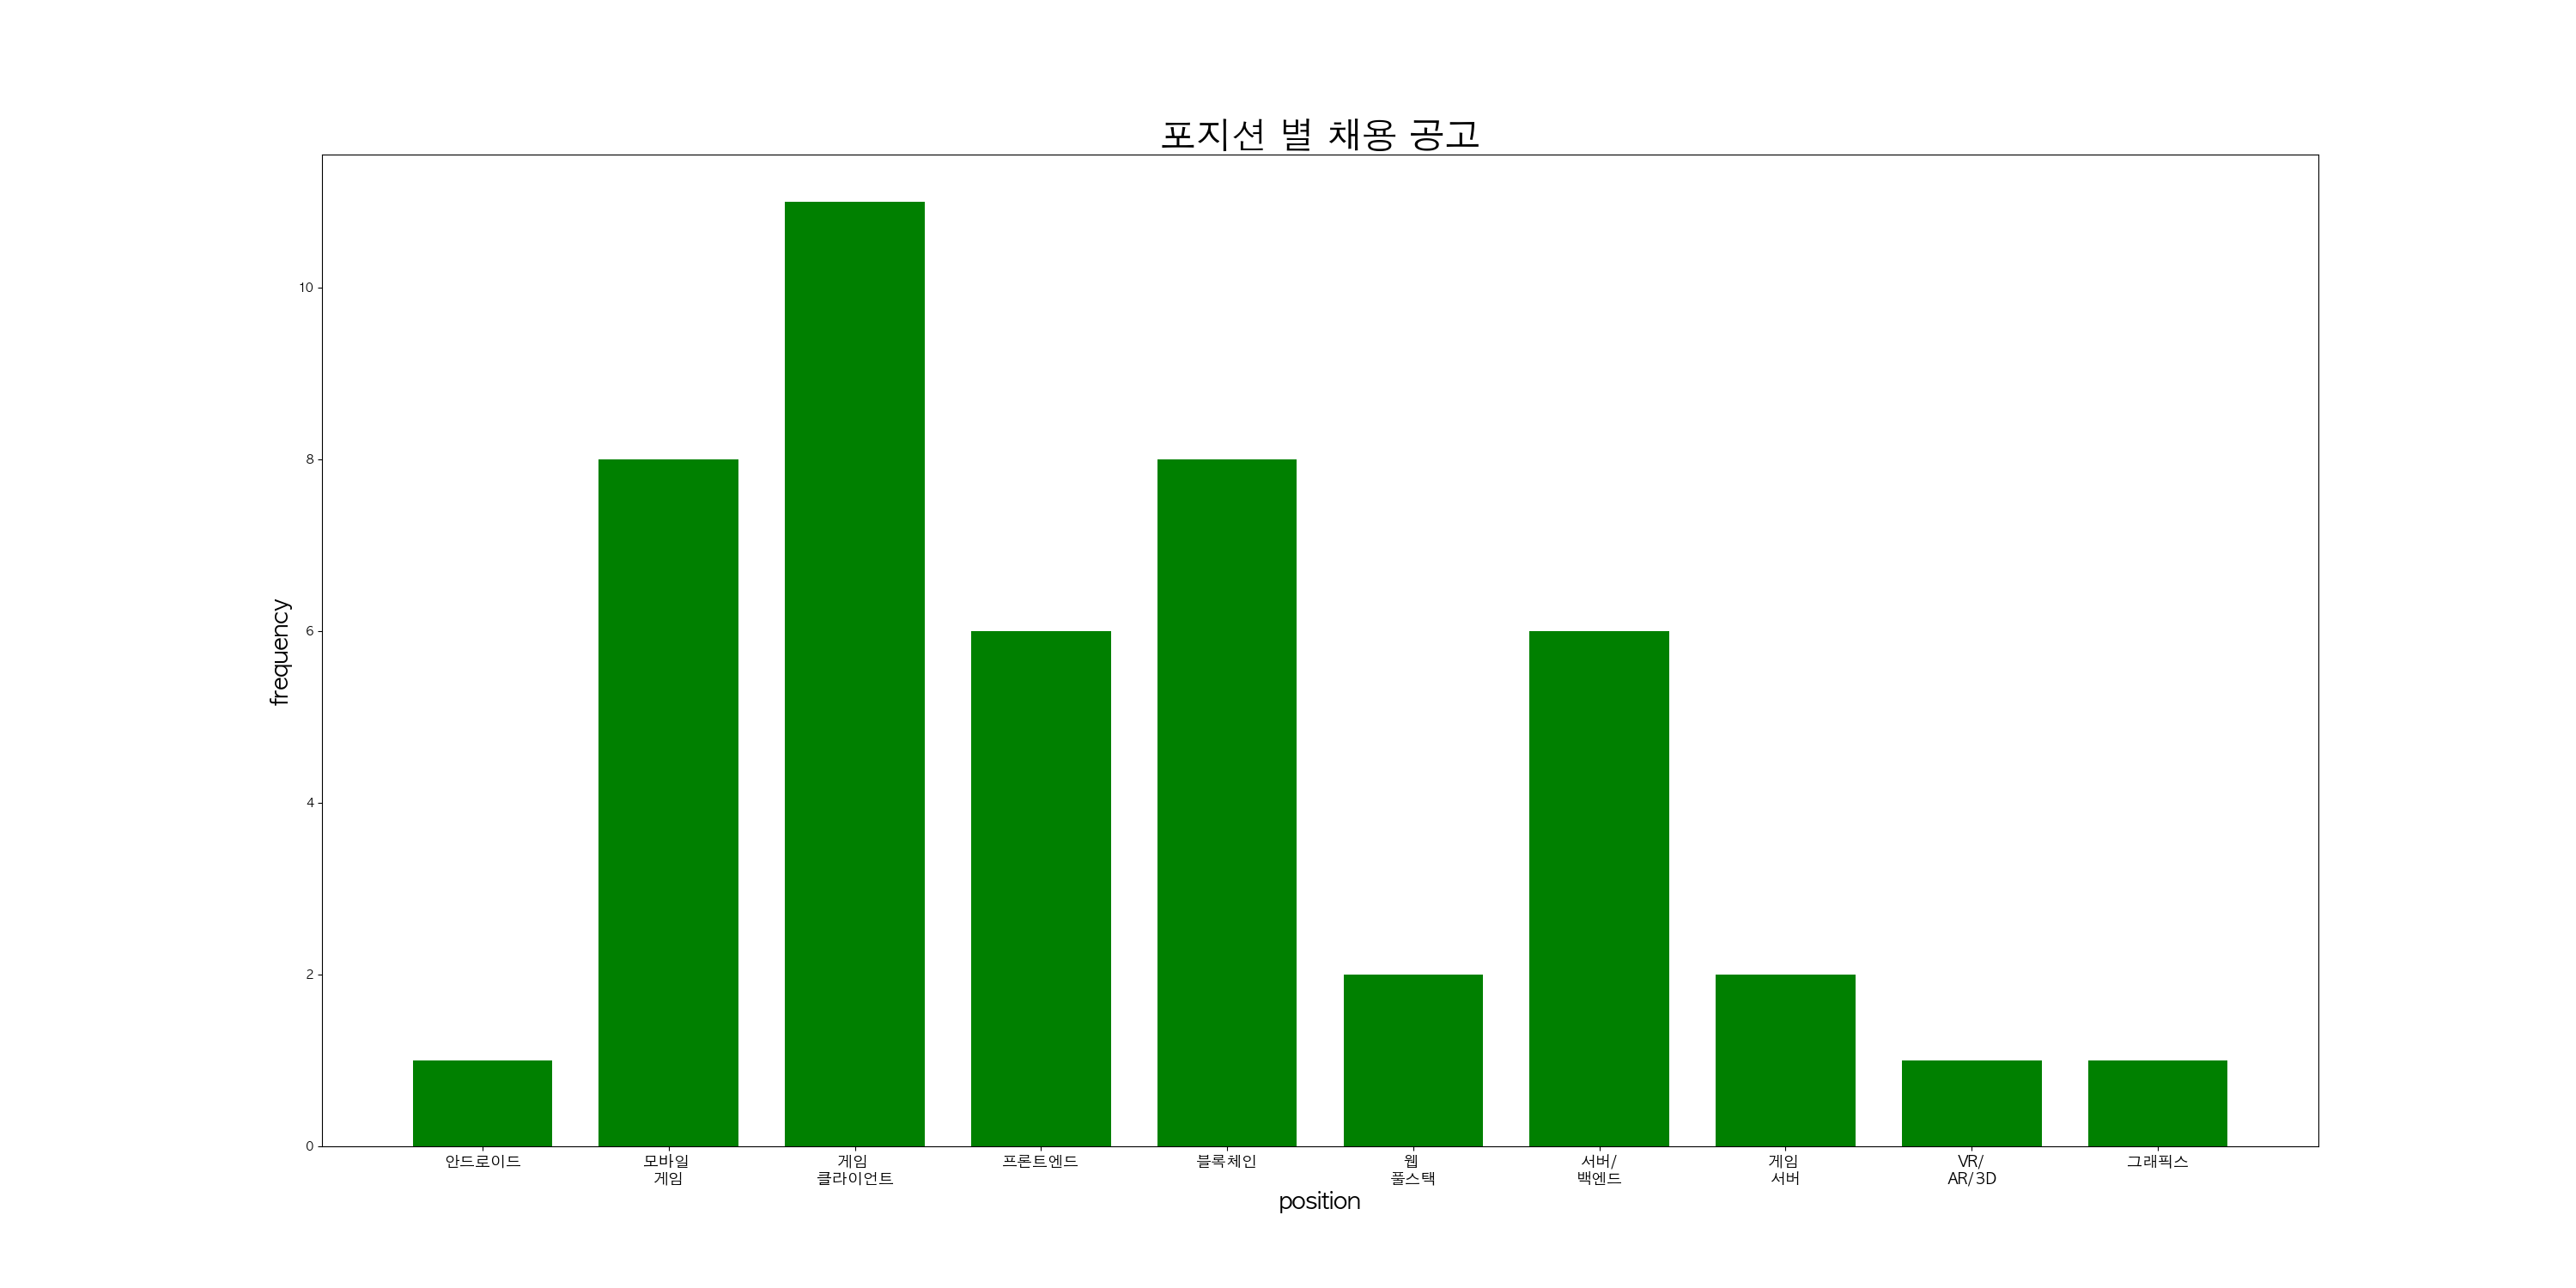 포지션 별 채용 공고
10
8
6
4
2
0
frequency
안드로이드
모바일
게임
게임
클라이언트
프론트엔드
블록체인
웹
풀스택
서버/
백엔드
게임
서버
VR/
AR/3D
그래픽스
position